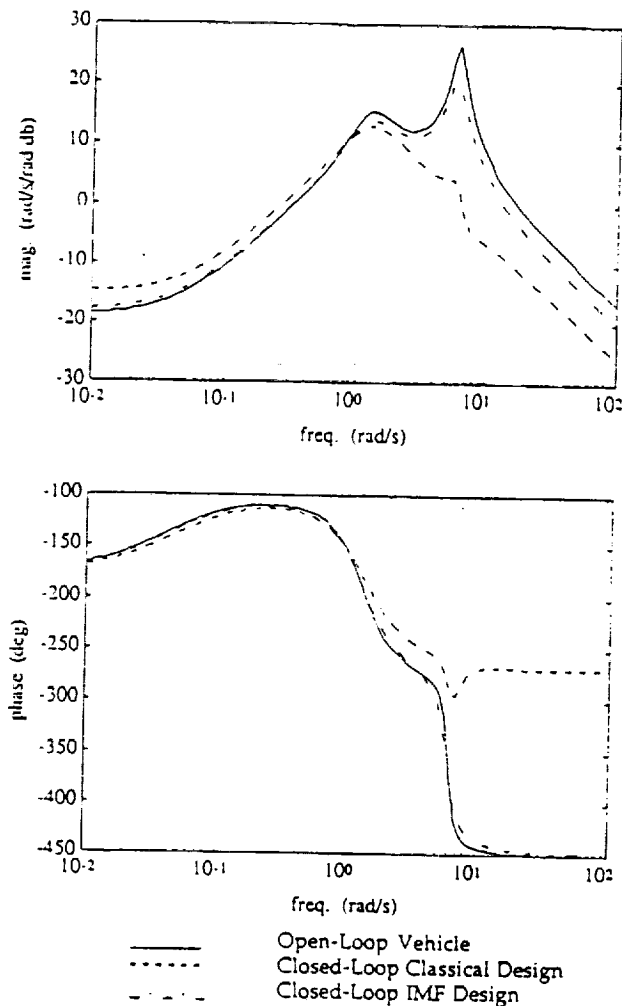 30
20
10
0
-10
-20
-30
mag. (rad/s/rad db)
10-2 10-1 100 101 102
freq. (rad/s)
-100
-150
-200
-250
-300
-350
-400
-450
phase (deg)
10-2 10-1 100 101 102
freq. (rad/s)
Open-Loop Vehicle
Closed-Loop Classical Design
Closed-Loop IMF Design